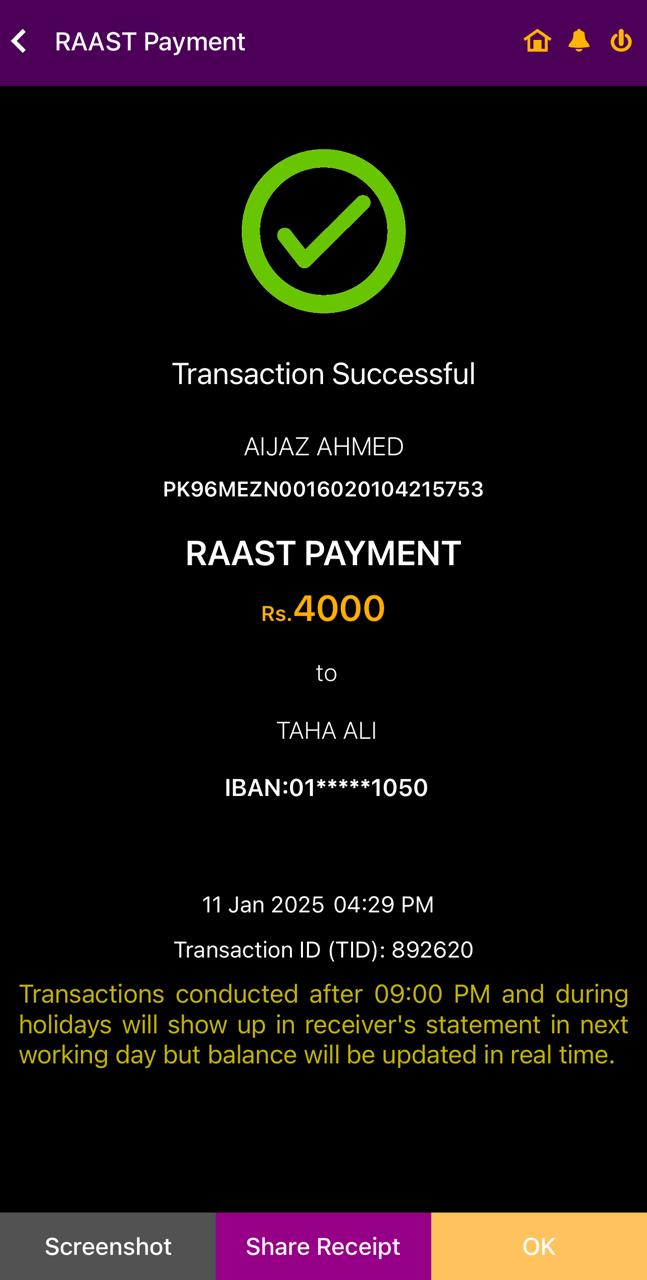 RAAST Payment
Transaction Successful
AIJAZ AHMED
PK96MEZN0016020104215753
RAAST PAYMENT
Rs.4000
to
TAHA ALI
IBAN:01*****1050
11 Jan 2025 04:29 PM
Transaction ID (TID): 892620
Transactions conducted after 09:00 PM and during
holidays will show up in receiver's statement in next
working day but balance will be updated in real time.
Screenshot
Share Receipt
OK